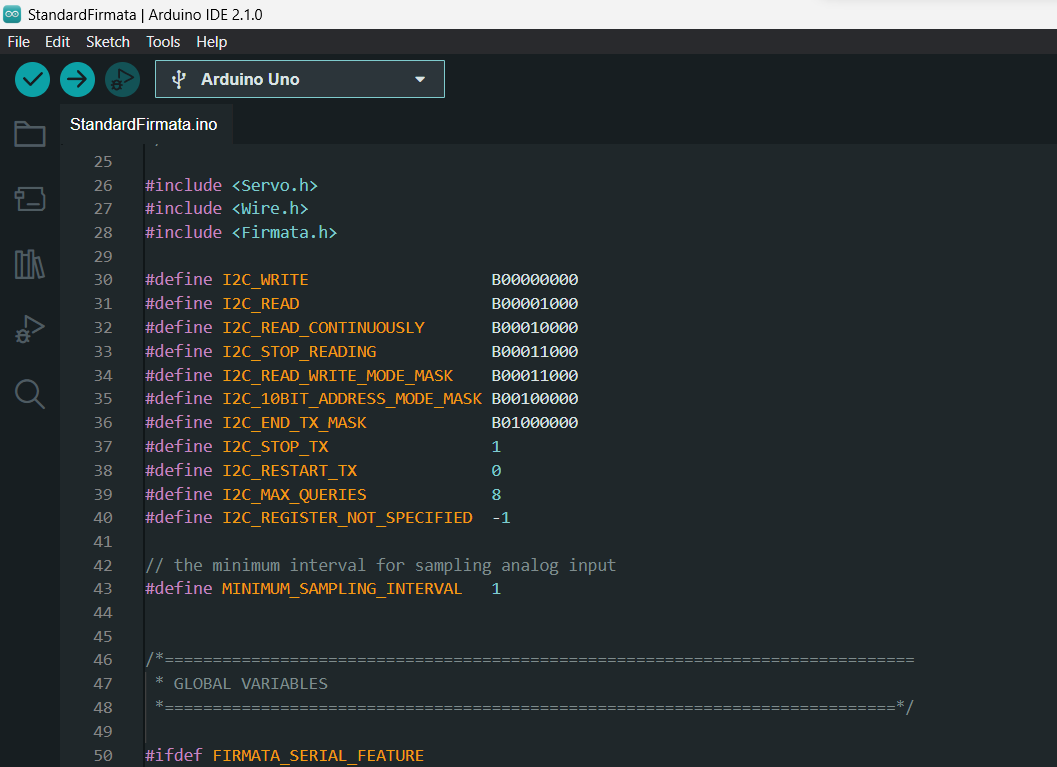 StandardFirmata | Arduino IDE 2.1.0
File Edit Sketch Tools Help
Arduino Uno
StandardFirmata.ino
25
26 #include <Servo.h>
27 #include <Wire.h>
28 #include <Firmata.h>
29
30 #define I2C_WRITE                   B00000000
31 #define I2C_READ                    B00001000
32 #define I2C_READ_CONTINUOUSLY       B00010000
33 #define I2C_STOP_READING            B00011000
34 #define I2C_READ_WRITE_MODE_MASK    B00011000
35 #define I2C_10BIT_ADDRESS_MODE_MASK B00100000
36 #define I2C_END_TX_MASK             B01000000
37 #define I2C_STOP_TX                 1
38 #define I2C_RESTART_TX              0
39 #define I2C_MAX_QUERIES             8
40 #define I2C_REGISTER_NOT_SPECIFIED  -1
41
42 // the minimum interval for sampling analog input
43 #define MINIMUM_SAMPLING_INTERVAL   1
44
45
46 /*==============================================================================
47  * GLOBAL VARIABLES
48  *============================================================================*/
49
50 #ifdef FIRMATA_SERIAL_FEATURE